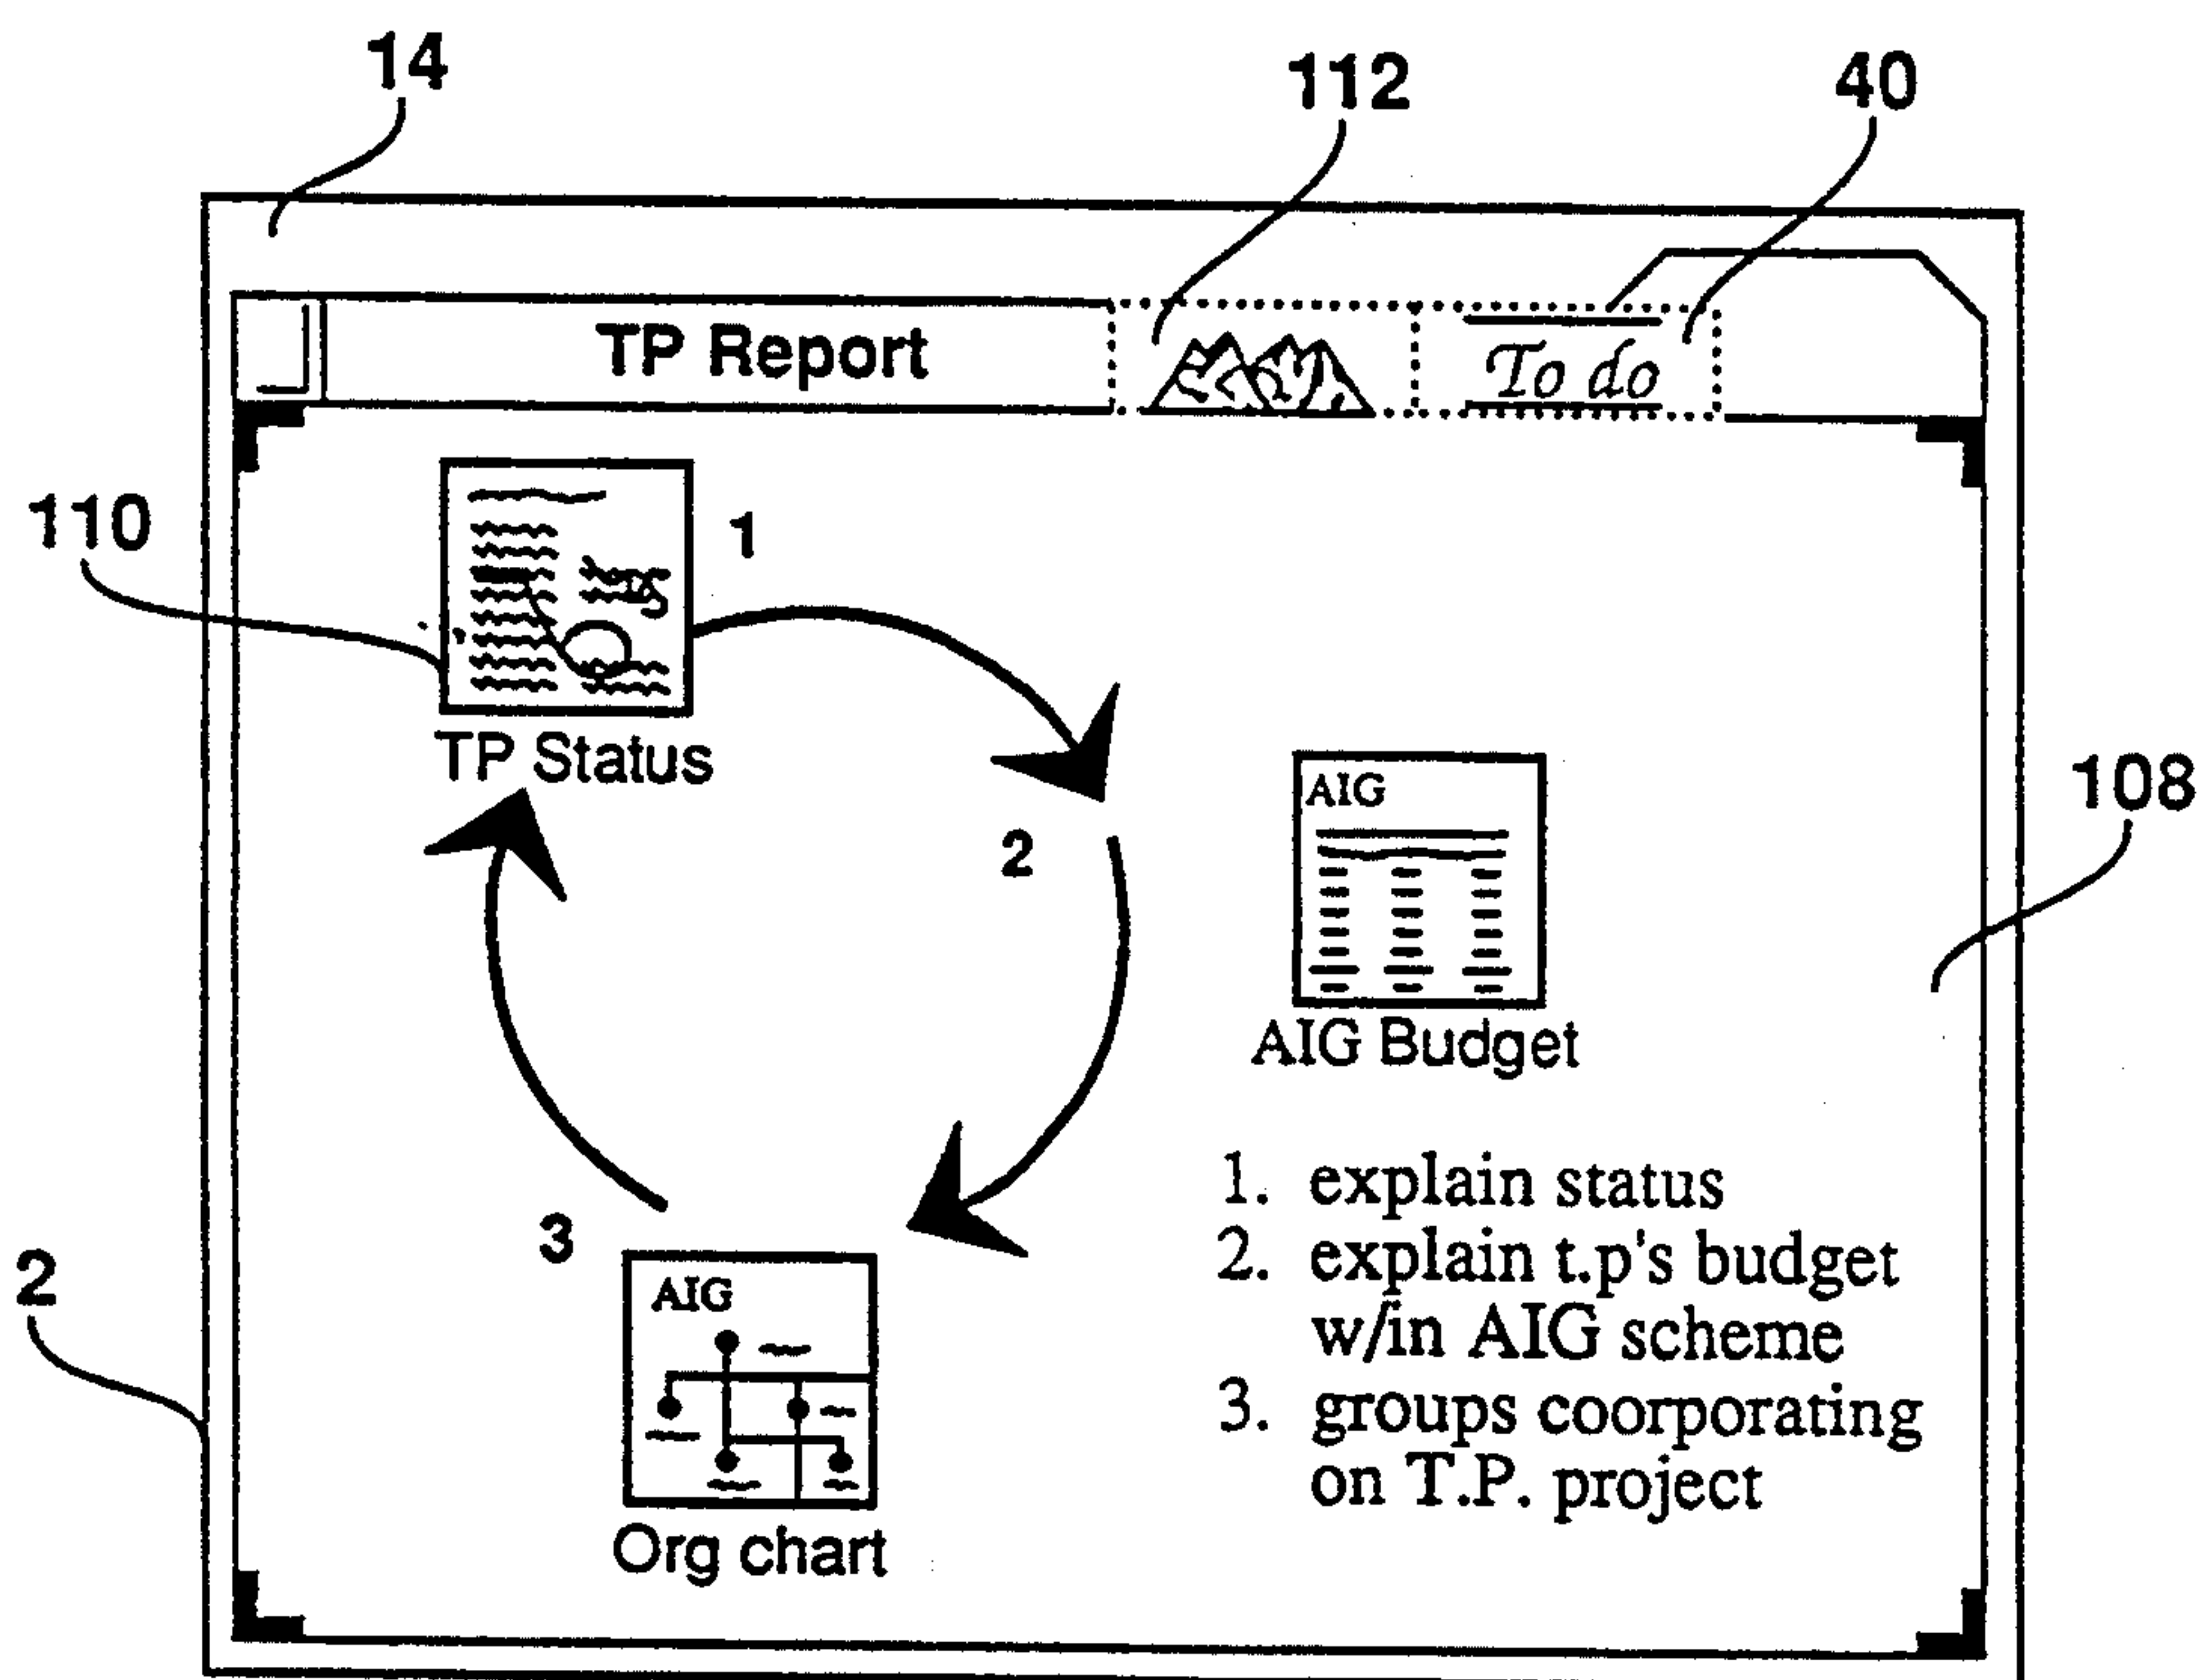 14
112
40
TP Report
To do
110
1
TP Status
2
AIG
108
AIG Budget
1. explain status
2. explain t.p's budget
w/in AIG scheme
3. groups coorporating
on T.P. project
3
2
AIG
Org chart